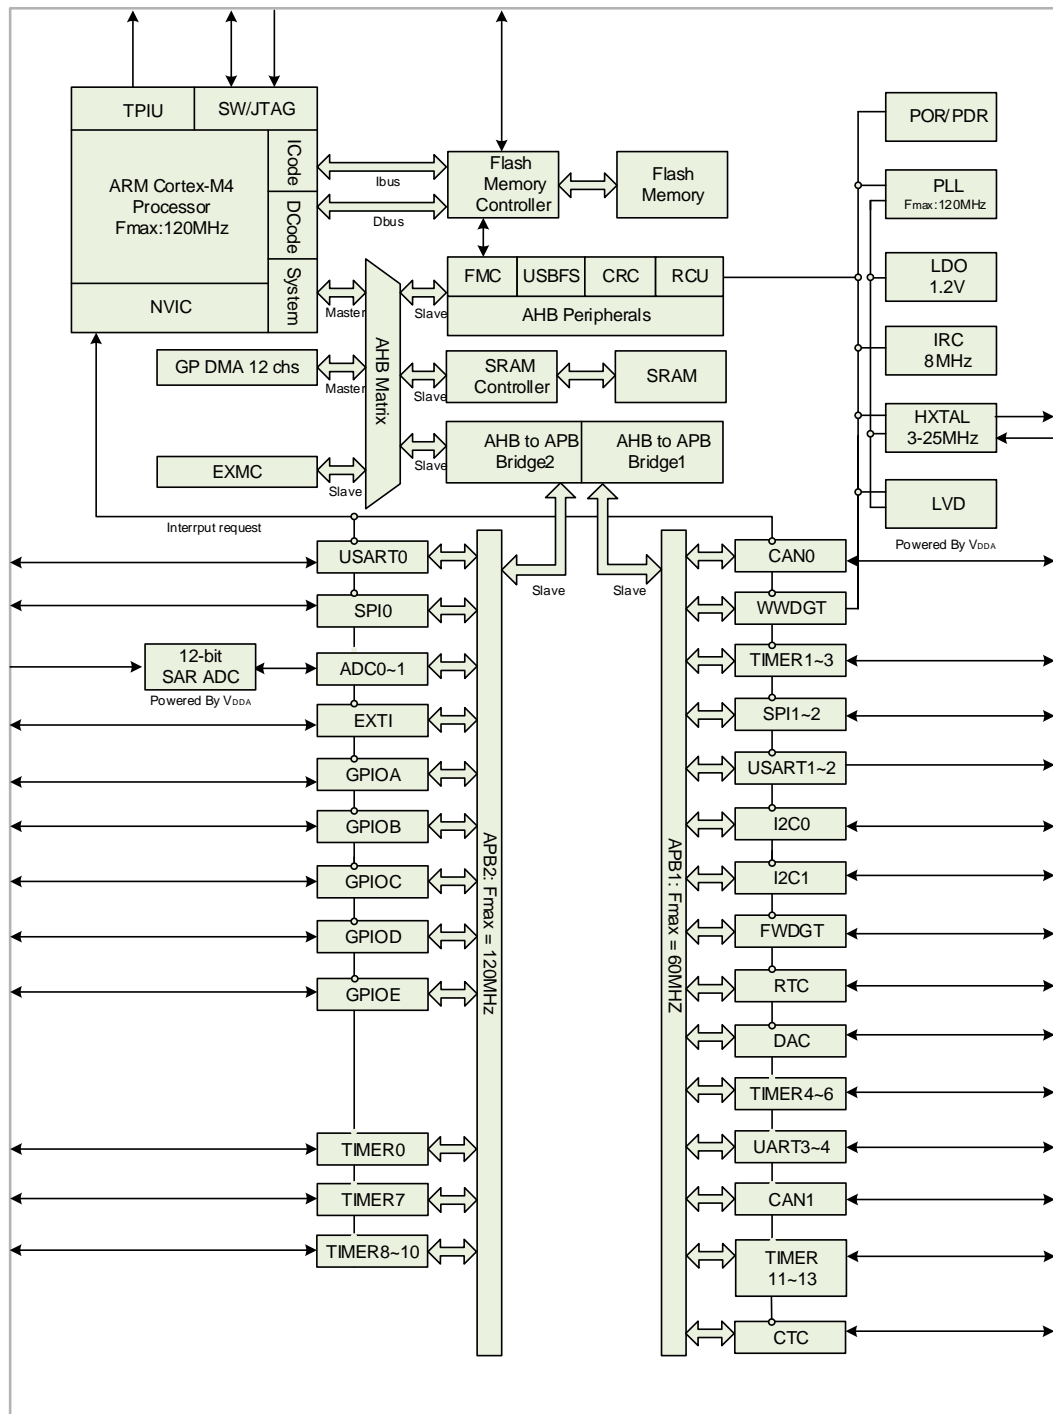 TPIU
SW/JTAG
ARM Cortex-M4
Processor
Fmax:120MHz
ICode
DCode
System
NVIC
Ibus
Dbus
Flash
Memory
Controller
Flash
Memory
FMC
USBFS
CRC
RCU
AHB Peripherals
Master
Slave
GP DMA 12 chs
Master
AHB Matrix
Slave
SRAM
Controller
SRAM
EXMC
Slave
Slave
AHB to APB
Bridge2
AHB to APB
Bridge1
POR/PDR
PLL
Fmax:120MHz
LDO
1.2V
IRC
8MHz
HXTAL
3-25MHz
LVD
Powered By VDDA
Interrput request
Slave
Slave
USART0
SPI0
12-bit
SAR ADC
Powered By VDDA
ADC0~1
EXTI
GPIOA
GPIOB
GPIOC
GPIOD
GPIOE
TIMER0
TIMER7
TIMER8~10
APB2: Fmax = 120MHz
APB1: Fmax = 60MHZ
CAN0
WWDGT
TIMER1~3
SPI1~2
USART1~2
I2C0
I2C1
FWDGT
RTC
DAC
TIMER4~6
UART3~4
CAN1
TIMER
11~13
CTC